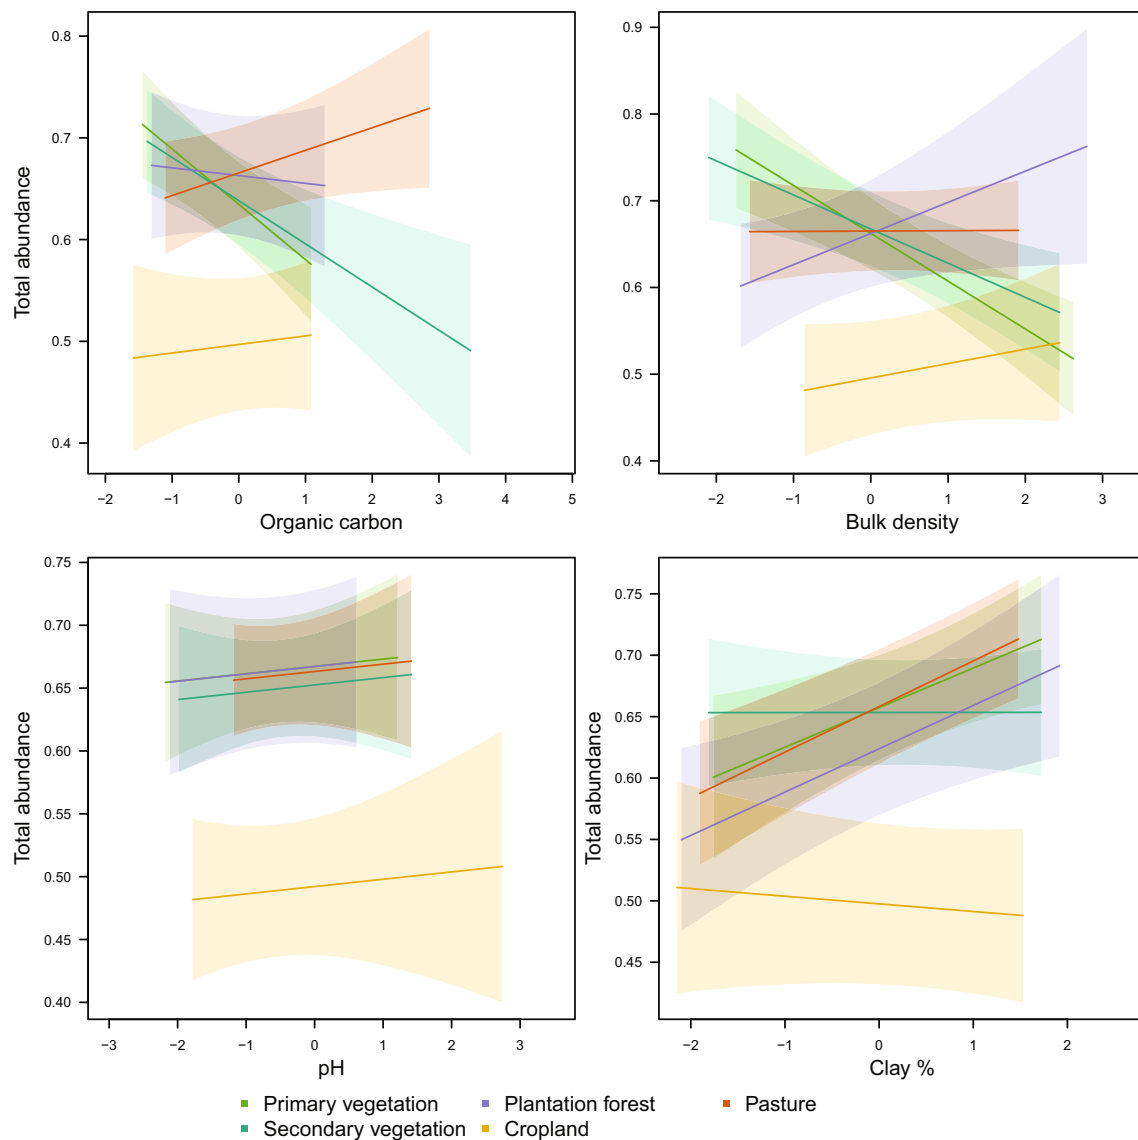 Total abundance
0.8
0.7
0.6
0.5
0.4
−2 −1 0 1 2 3 4 5
Organic carbon
0.9
0.8
0.7
0.6
0.5
0.4
−2 −1 0 1 2 3
Bulk density
Total abundance
0.75
0.70
0.65
0.60
0.55
0.50
0.45
0.40
−3 −2 −1 0 1 2 3
pH
Total abundance
0.75
0.70
0.65
0.60
0.55
0.50
0.45
−2 −1 0 1 2
Clay %
Primary vegetation Plantation forest Pasture
Secondary vegetation Cropland